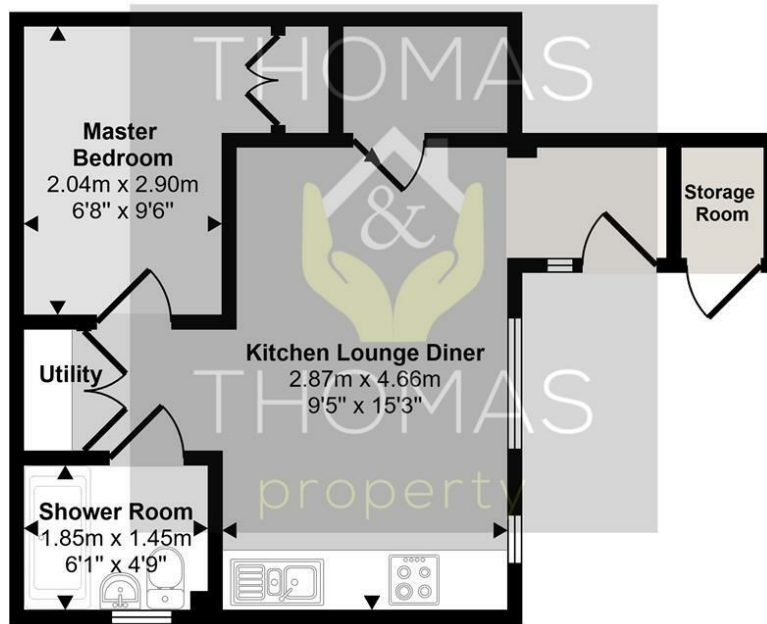 THOMAS
Master
Bedroom
2.04m x 2.90m
6'8" x 9'6"
Storage
Room
&
Kitchen Lounge Diner
2.87m x 4.66m
9'5" x 15'3"
Utility
THOMAS
property
Shower Room
1.85m x 1.45m
6'1" x 4'9"